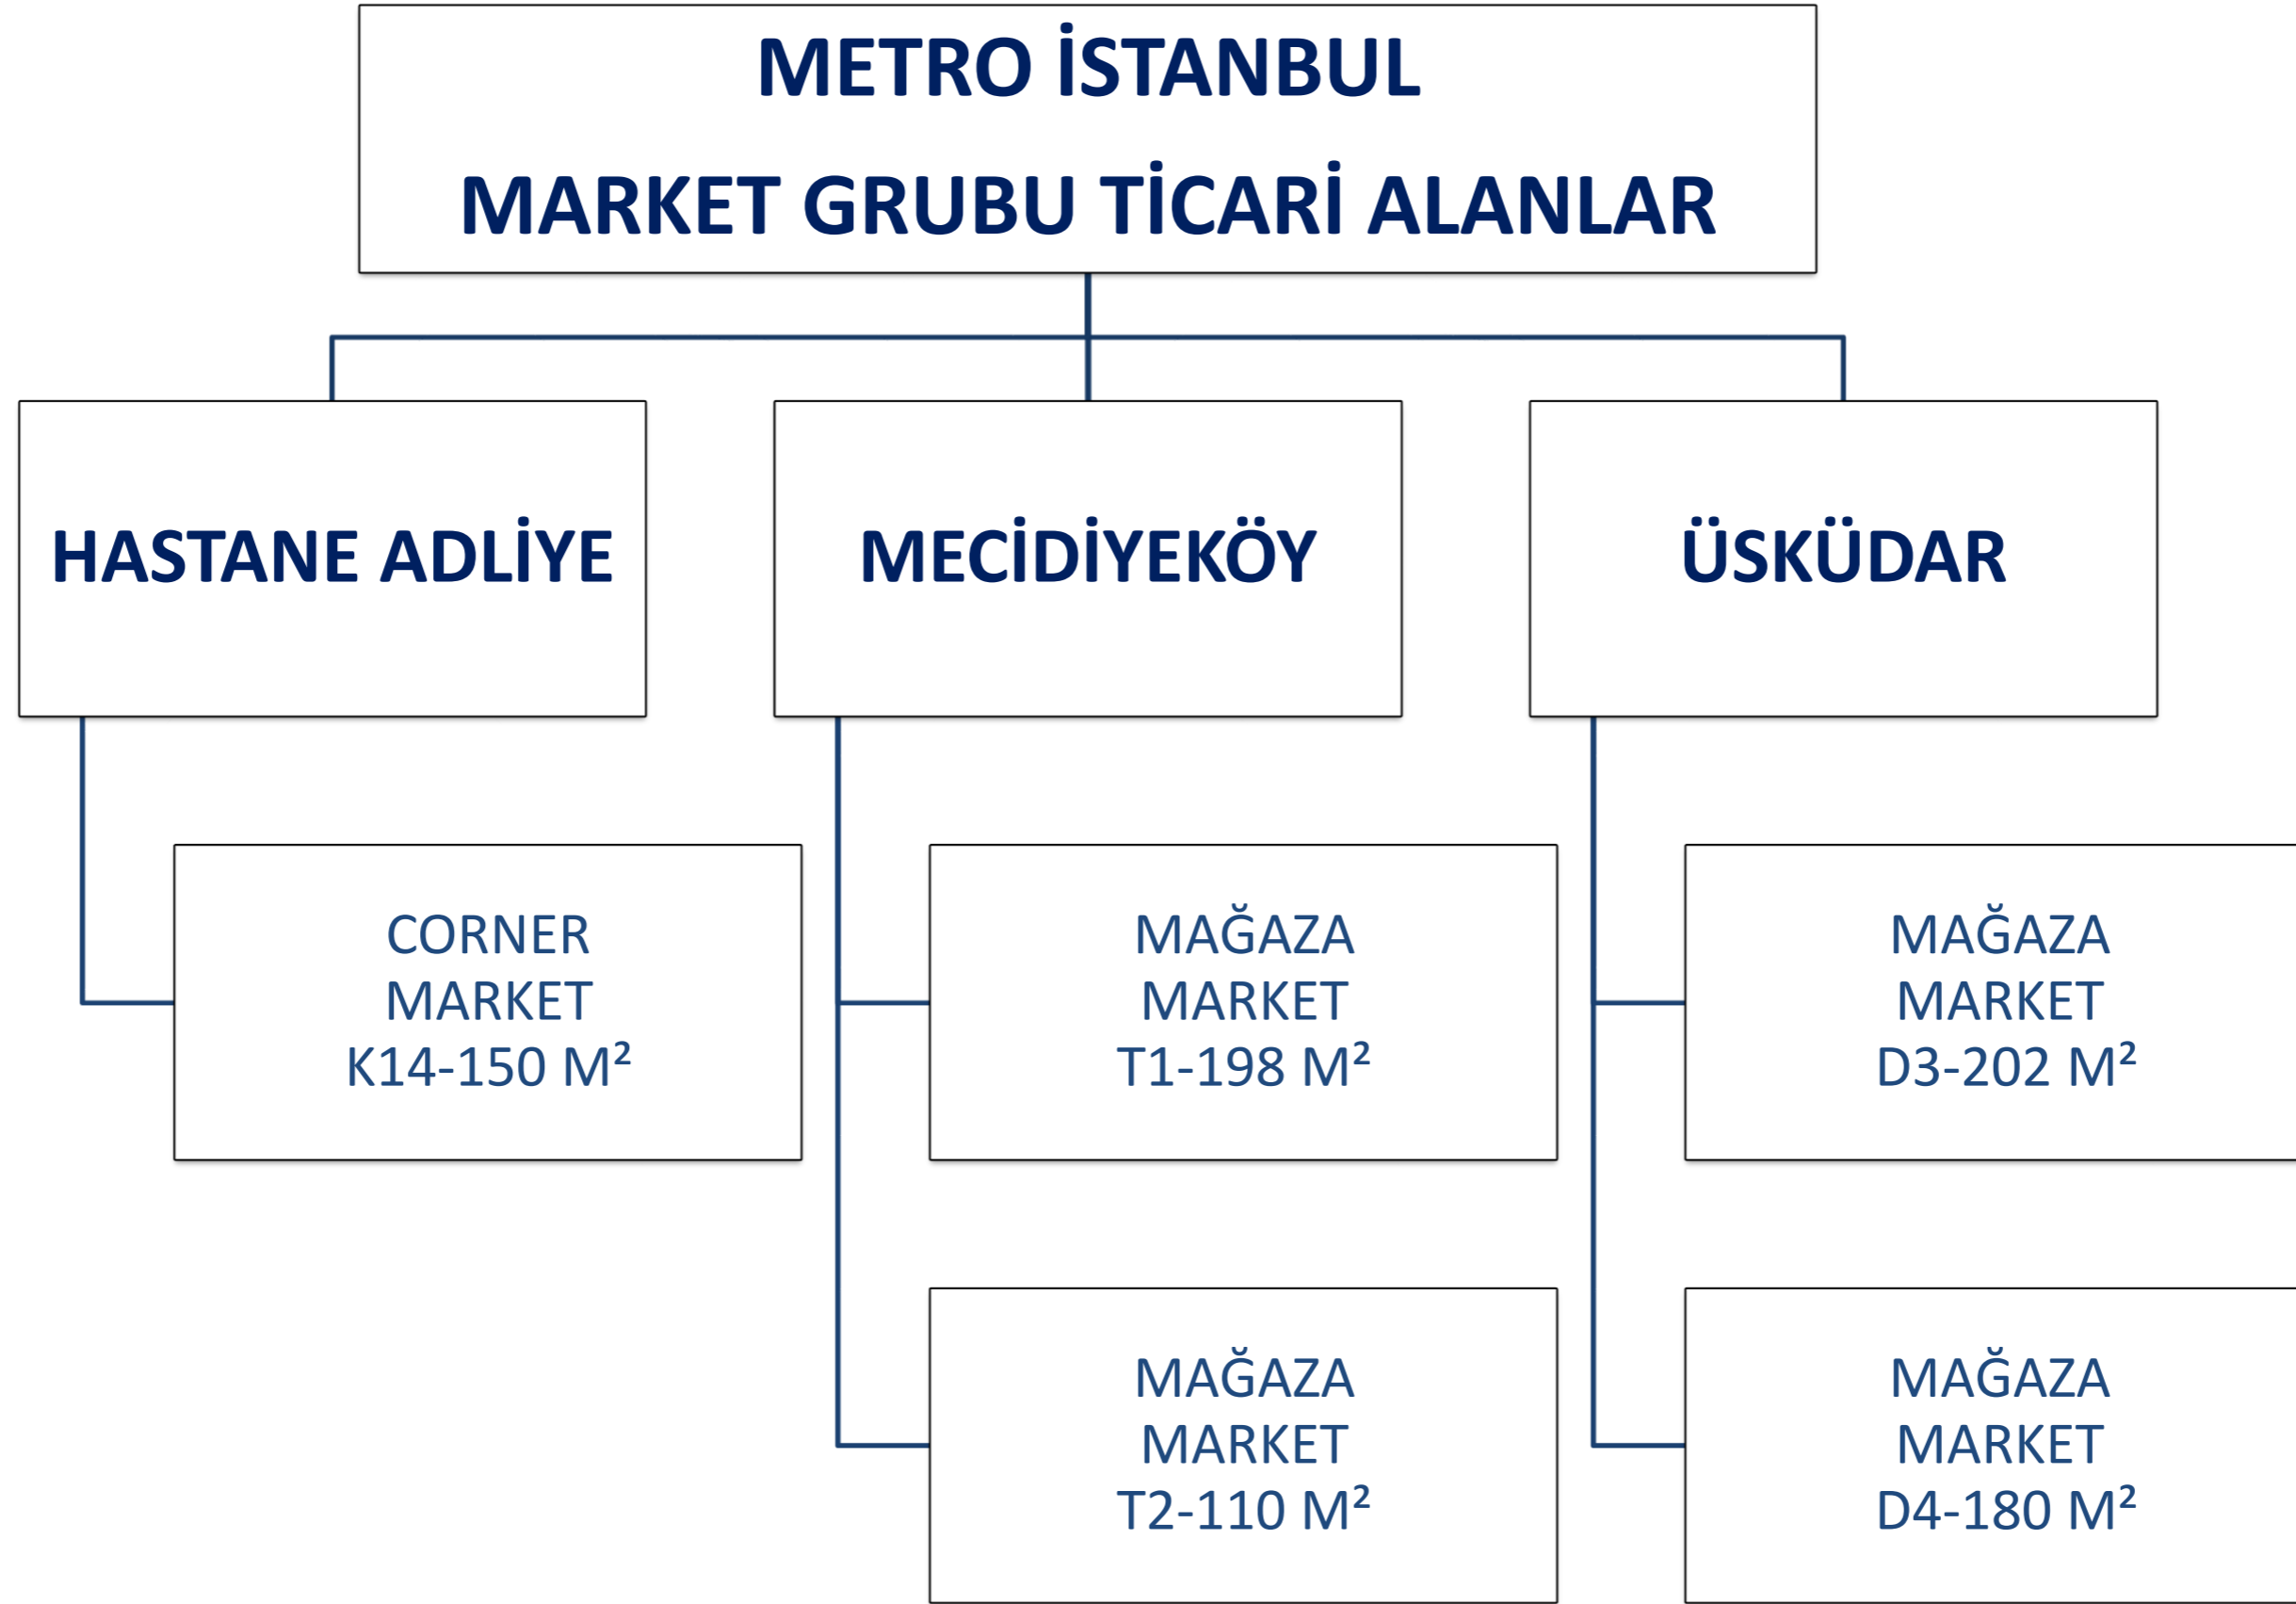 METRO İSTANBUL
MARKET GRUBU TİCARİ ALANLAR
HASTANE ADLİYE
MECİDİYEKÖY
ÜSKÜDAR
CORNER
MARKET
K14-150 M²
MAĞAZA
MARKET
T1-198 M²
MAĞAZA
MARKET
D3-202 M²
MAĞAZA
MARKET
T2-110 M²
MAĞAZA
MARKET
D4-180 M²